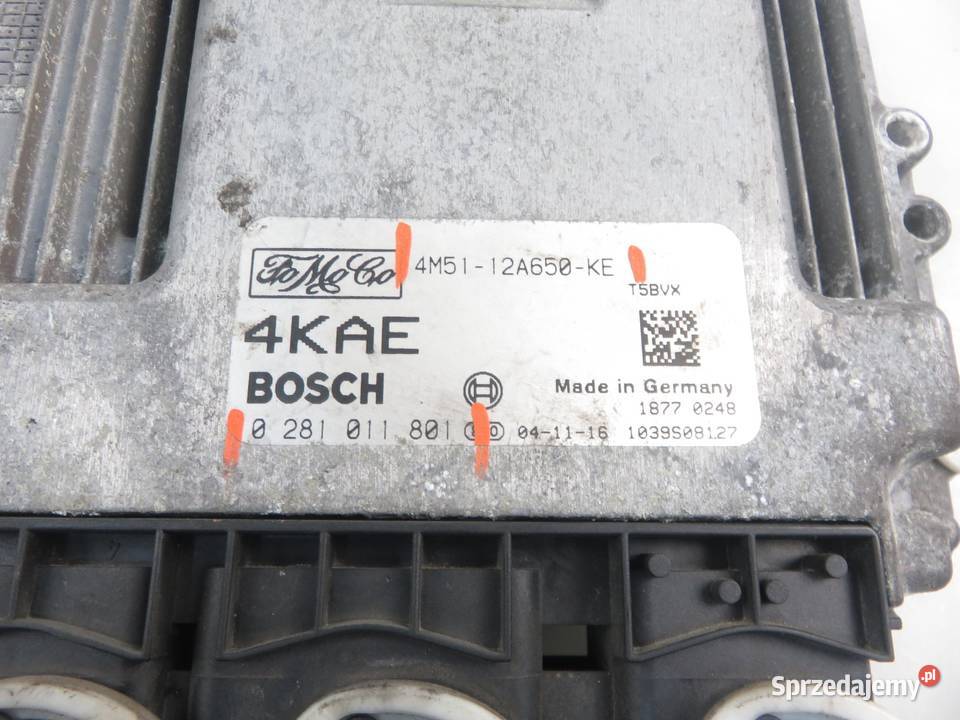 FoMoCo 4M51-12A650-KE
T5BVX
4KAE
BOSCH Made in Germany
1877 0248
0 281 011 801 04-11-16 1039S08127
Sprzedajemy.pl